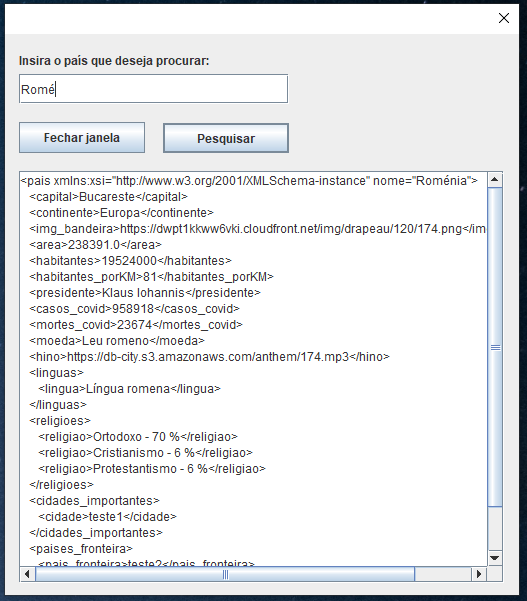 Insira o país que deseja procurar:
Romé
Fechar janela Pesquisar
<pais xmlns:xsi="http://www.w3.org/2001/XMLSchema-instance" nome="Roménia">
<capital>Bucareste</capital>
<continente>Europa</continente>
<img_bandeira>https://dwpt1kkww6vki.cloudfront.net/img/drapeau/120/174.png</im
<area>238391.0</area>
<habitantes>19524000</habitantes>
<habitantes_porKM>81</habitantes_porKM>
<presidente>Klaus Iohannis</presidente>
<casos_covid>958918</casos_covid>
<mortes_covid>23674</mortes_covid>
<moeda>Leu romeno</moeda>
<hino>https://db-city.s3.amazonaws.com/anthem/174.mp3</hino>
<linguas>
<lingua>Língua romena</lingua>
</linguas>
<religioes>
<religiao>Ortodoxo - 70 %</religiao>
<religiao>Cristianismo - 6 %</religiao>
<religiao>Protestantismo - 6 %</religiao>
</religioes>
<cidades_importantes>
<cidade>teste1</cidade>
</cidades_importantes>
<paises_fronteira>
<pais_fronteira>teste2</pais_fronteira>